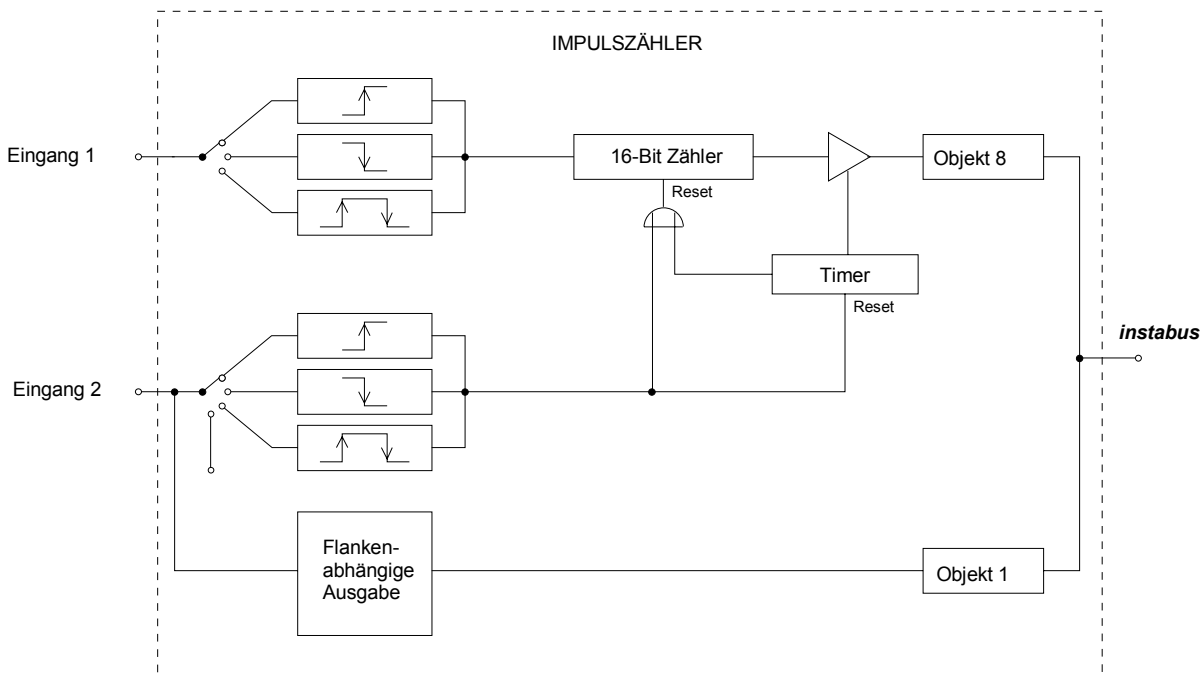 IMPULSZÄHLER
Eingang 1
16-Bit Zähler
Objekt 8
Reset
Timer
Reset
instabus
Eingang 2
Flanken-
abhängige
Ausgabe
Objekt 1